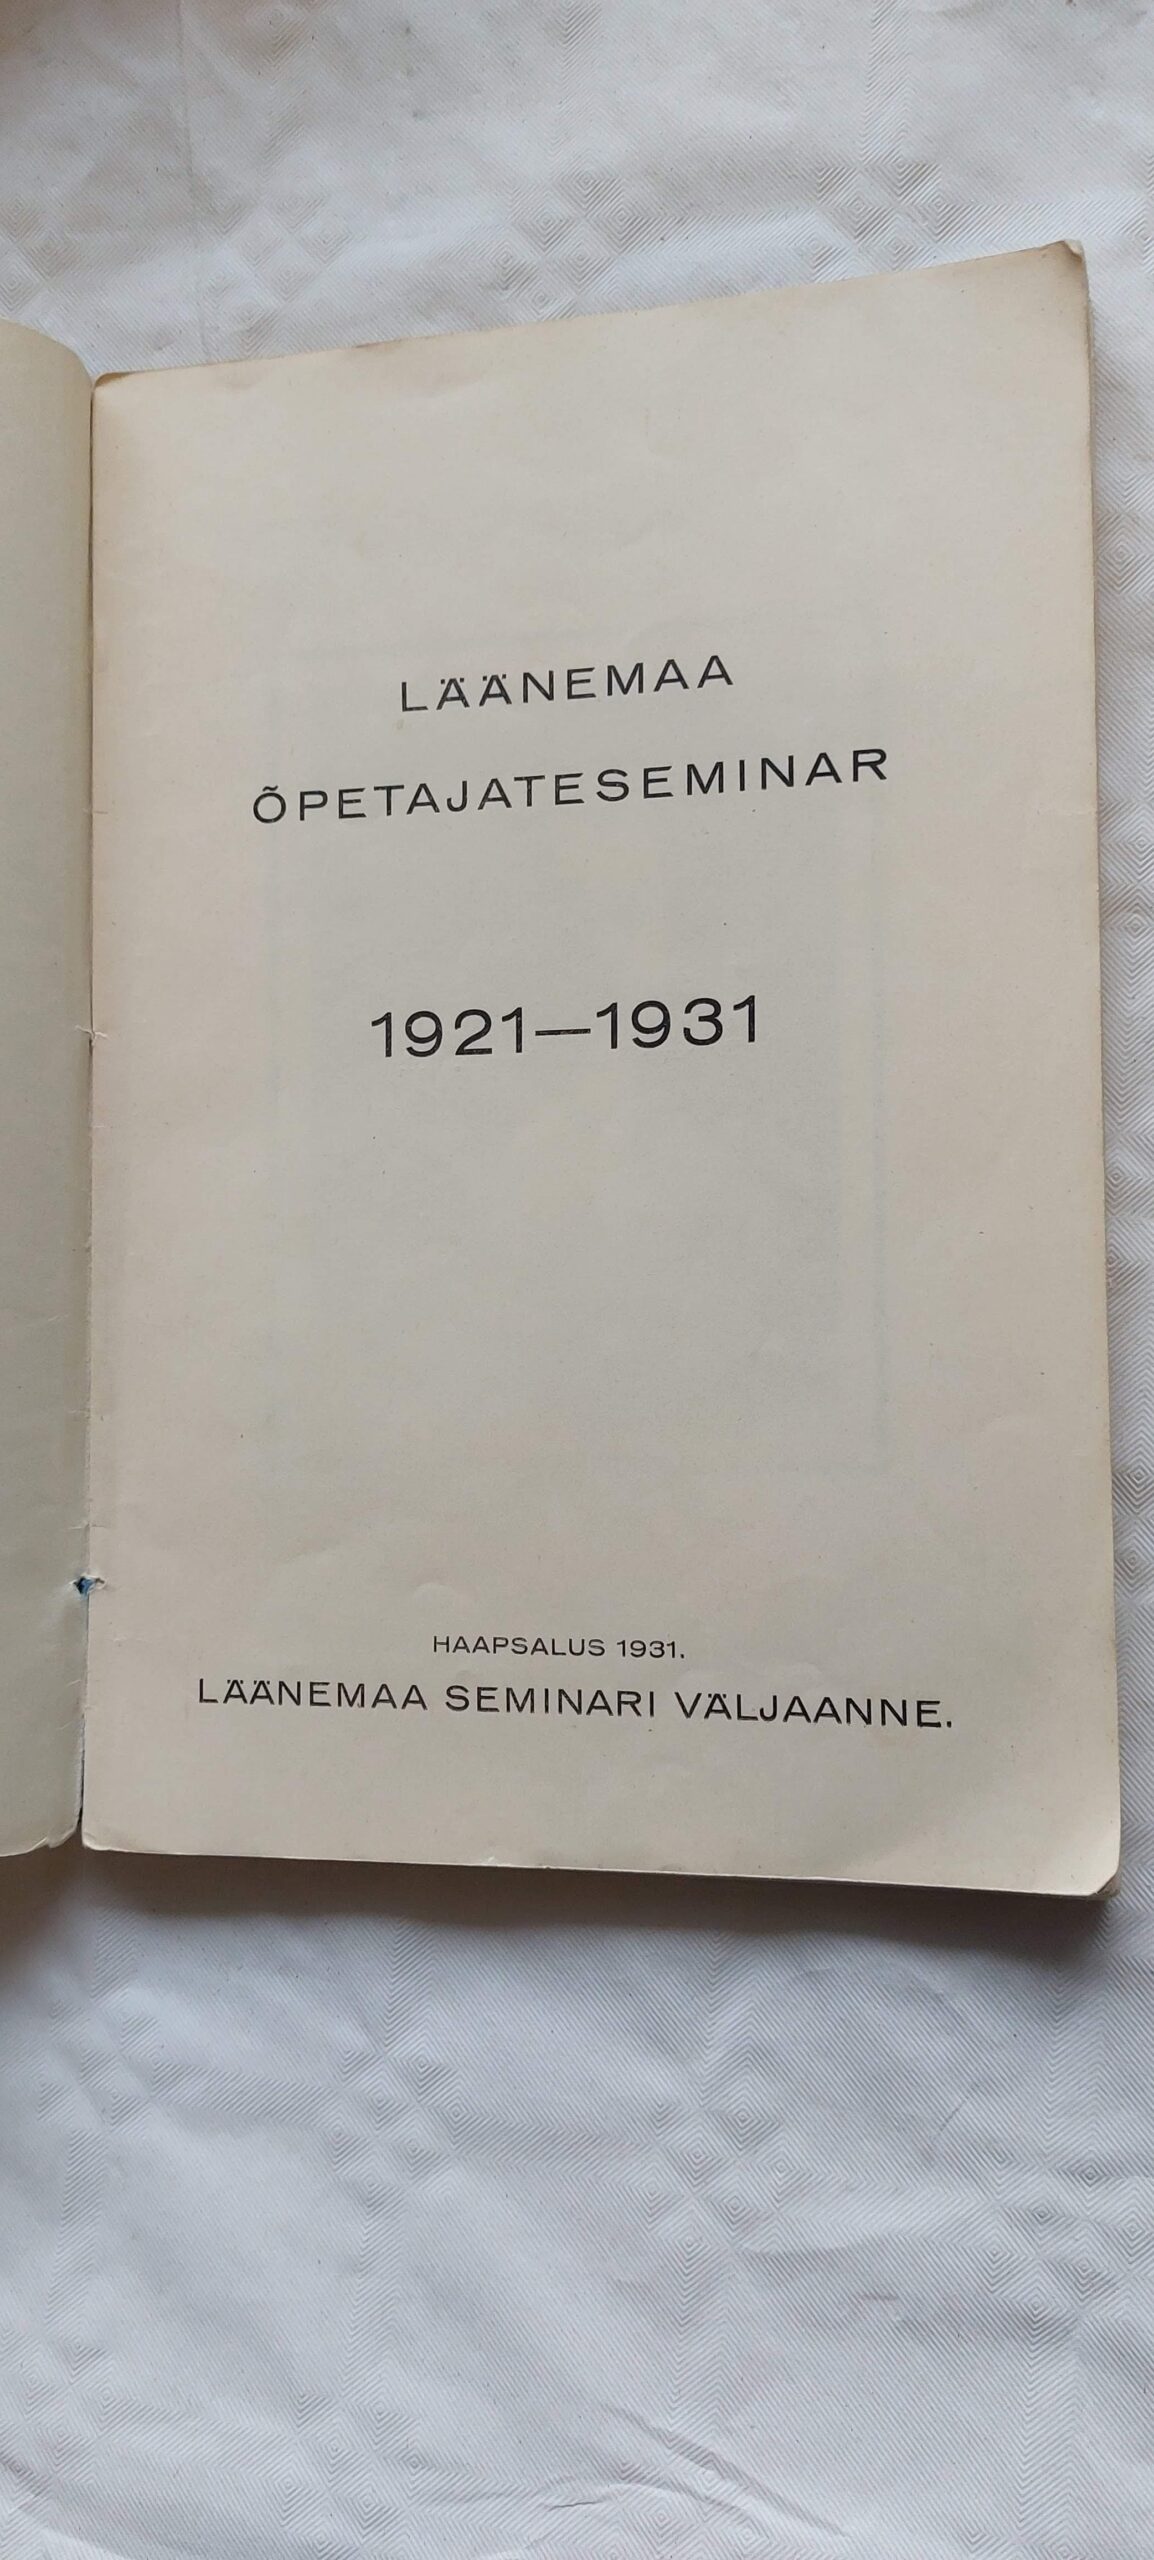 LÄÄNEMAA
ÕPETAJATESEMINAR
1921—1931
HAAPSALUS 1931.
LÄÄNEMAA SEMINARI VÄLJAANNE.